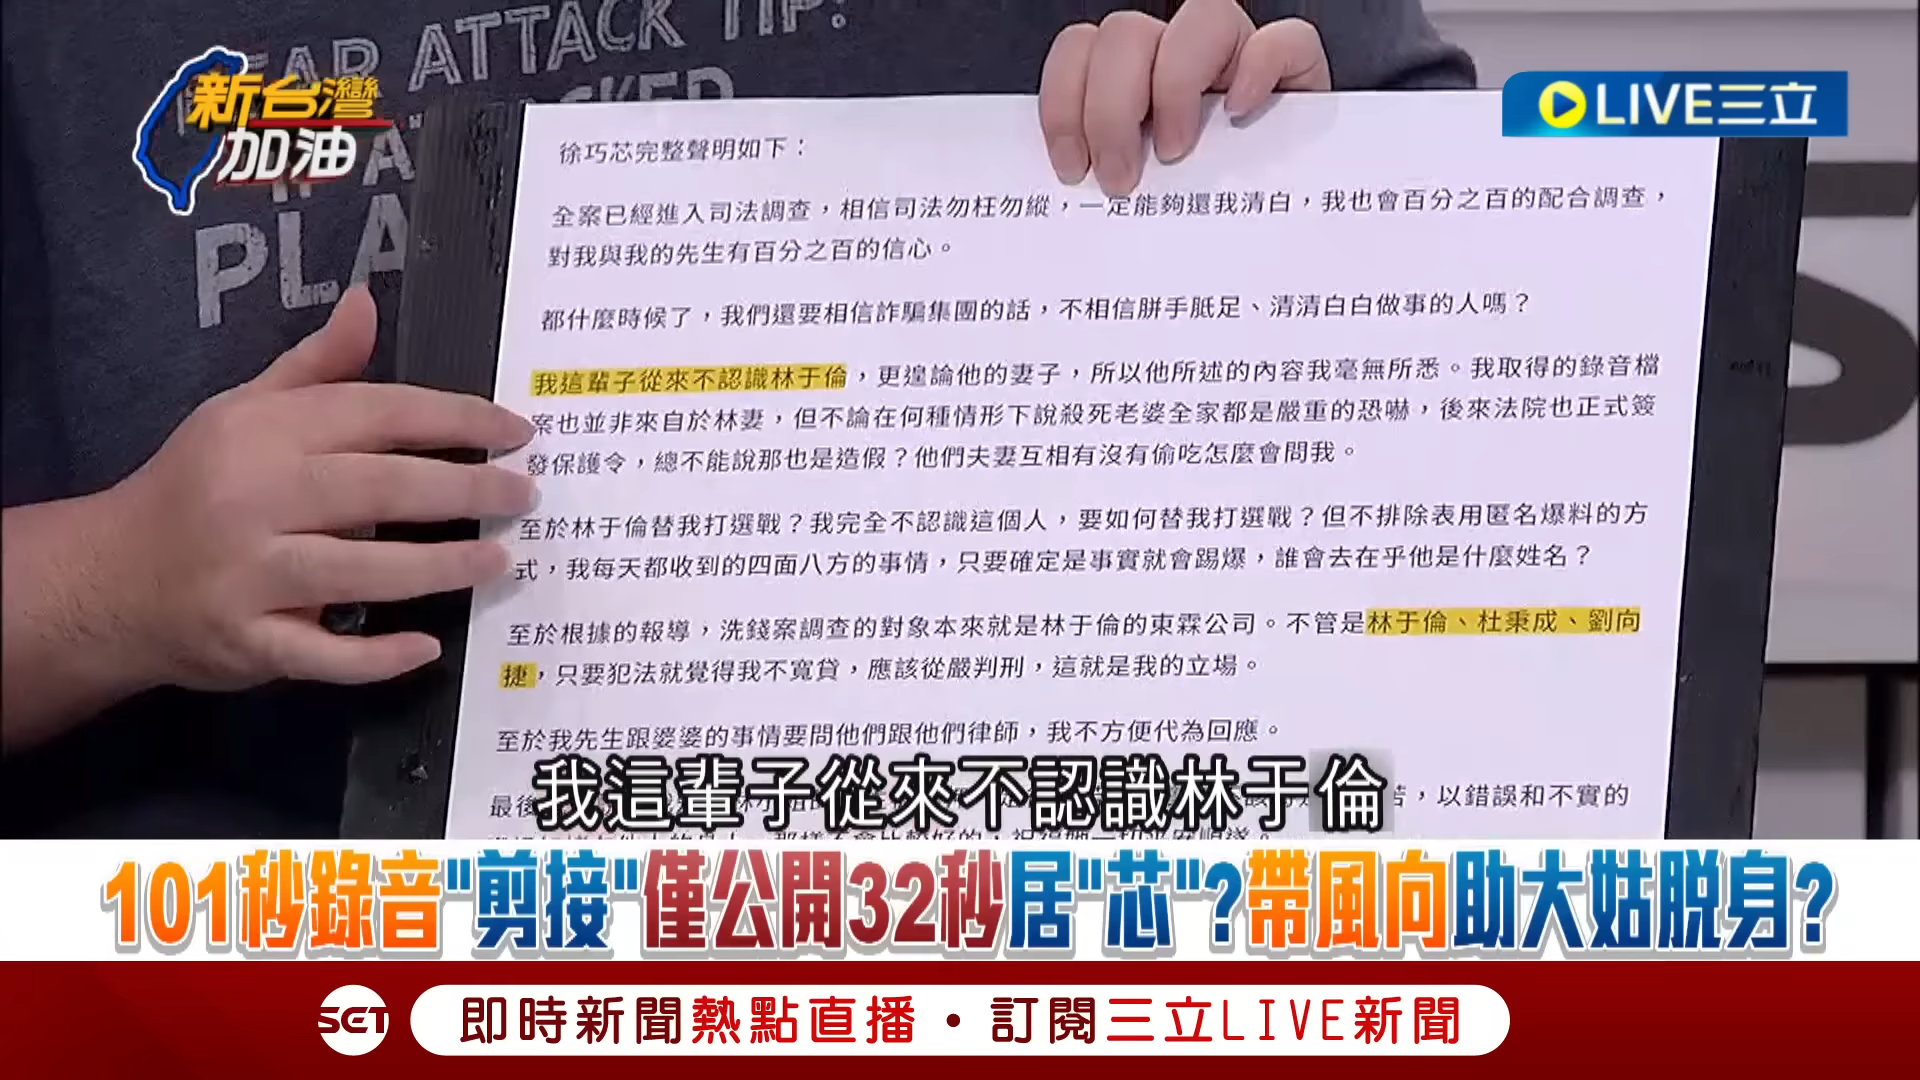 EAR ATTACK TIP:
新台灣
加油
PLA
LIVE三立
徐巧芯完整聲明如下：
全案已經進入司法調查，相信司法勿枉勿縱，一定能夠還我清白，我也會百分之百的配合調查，
對我與我的先生有百分之百的信心。
都什麼時候了，我們還要相信詐騙集團的話，不相信胼手胝足、清清白白做事的人嗎？
我這輩子從來不認識林于倫，更遑論他的妻子，所以他所述的內容我毫無所悉。我取得的錄音檔
案也並非來自於林妻，但不論在何種情形下說殺死老婆全家都是嚴重的恐嚇，後來法院也正式簽
發保護令，總不能說那也是造假？他們夫妻互相有沒有偷吃怎麼會問我。
至於林于倫替我打選戰？我完全不認識這個人，要如何替我打選戰？但不排除表用匿名爆料的方
式，我每天都收到的四面八方的事情，只要確定是事實就會踢爆，誰會去在乎他是什麼姓名？
至於根據的報導，洗錢案調查的對象本來就是林于倫的東霖公司。不管是林于倫、杜秉成、劉向
捷，只要犯法就覺得我不寬貸，應該從嚴判刑，這就是我的立場。
至於我先生跟婆婆的事情要問他們跟他們律師，我不方便代為回應。
最後
苦，以錯誤和不實的
我這輩子從來不認識林于倫
101秒錄音"剪接"僅公開32秒居"芯"?帶風向助大姑脫身?
SET 即時新聞熱點直播・訂閱三立LIVE新聞